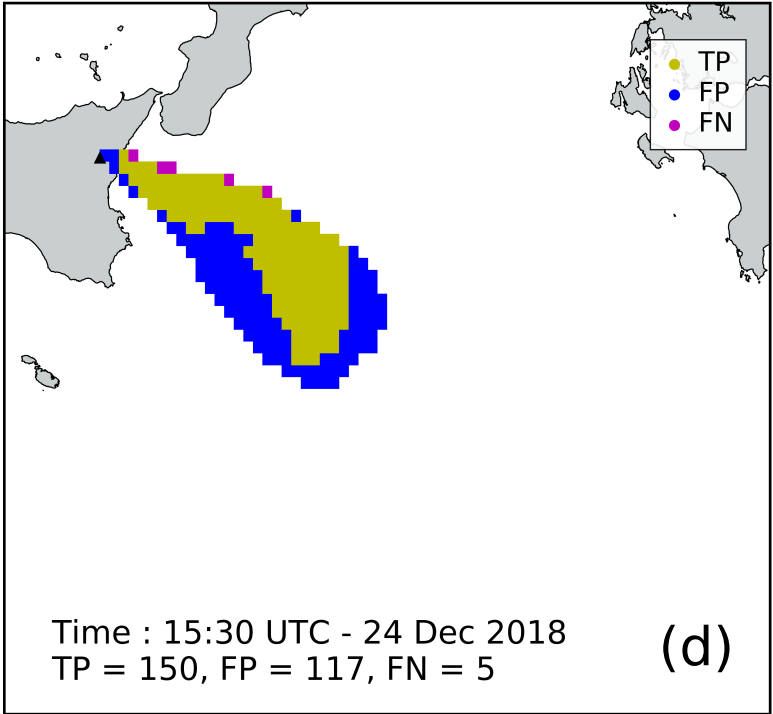 TP
FP
FN
Time : 15:30 UTC - 24 Dec 2018
TP = 150, FP = 117, FN = 5
(d)